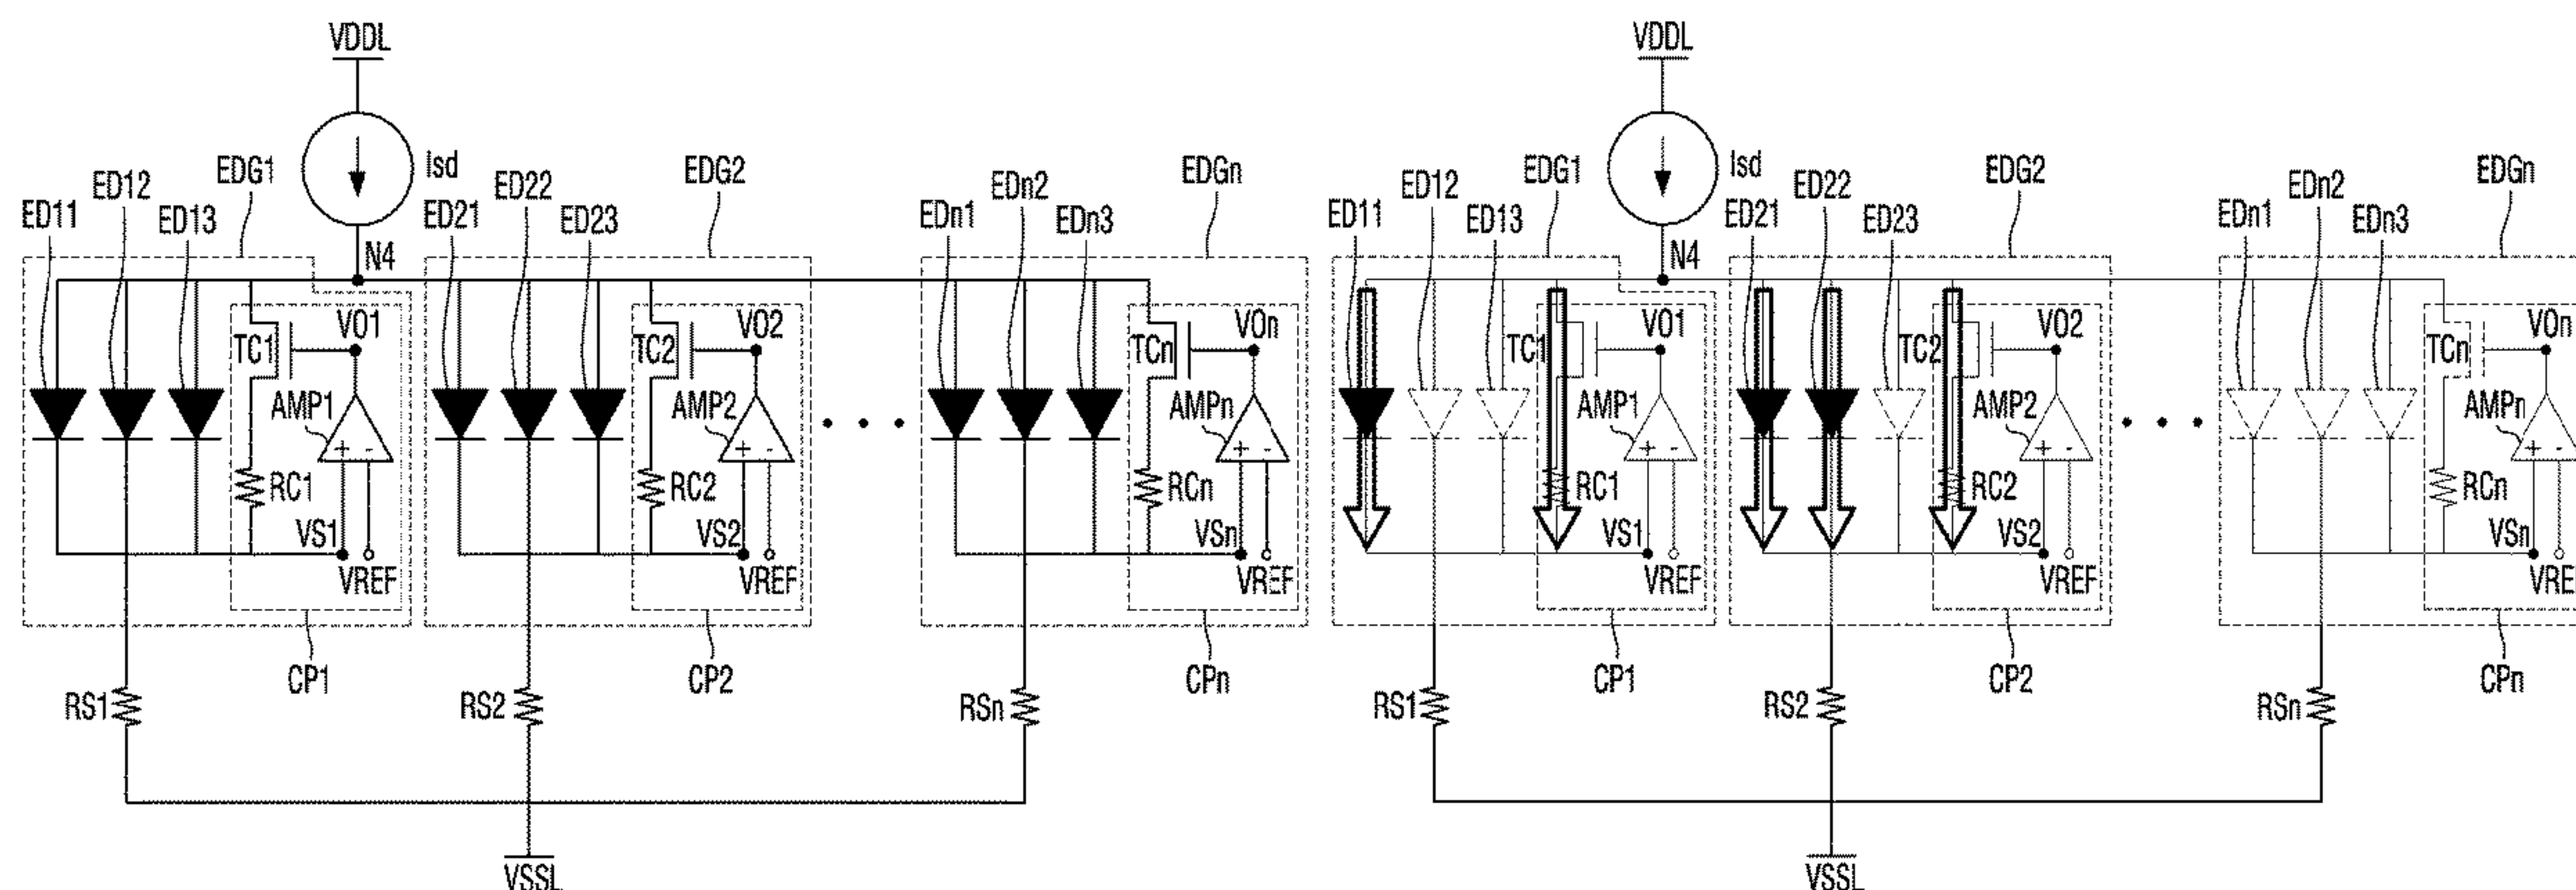 VDDL
Isd
EDG1
EDG2
EDGn
ED12
ED22
EDn2
ED11
ED13
ED21
ED23
EDn1
EDn3
N4
VO1
VO2
VOn
TC1
TC2
TCn
AMP1
AMP2
AMPn
+ -
+ -
+ -
RC1
RC2
RCn
VS1
VS2
VSn
VREF
VREF
VREF
CP1
CP2
CPn
RS1
RS2
RSn
VSSL
VDDL
Isd
EDG1
EDG2
EDGn
ED12
ED22
EDn2
ED11
ED13
ED21
ED23
EDn1
EDn3
N4
VO1
VO2
VOn
TC1
TC2
TCn
AMP1
AMP2
AMPn
+ -
+ -
+ -
RC1
RC2
RCn
VS1
VS2
VSn
VREF
VREF
CP1
CP2
CPn
RS1
RS2
RSn
VSSL